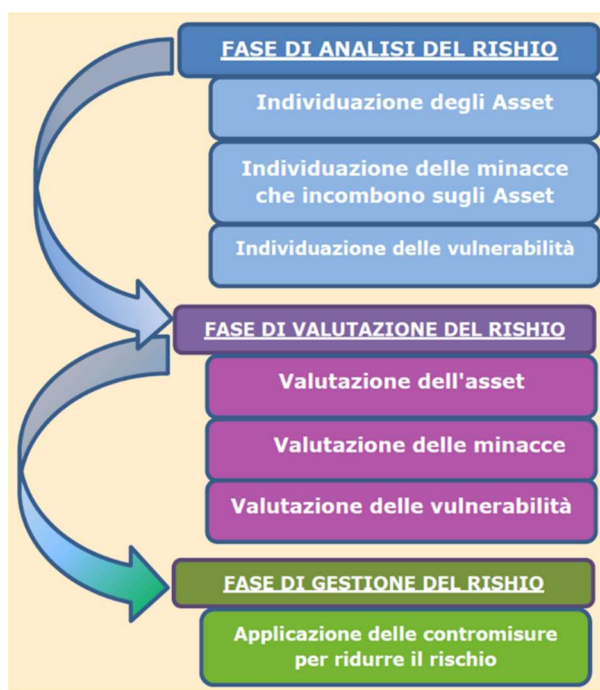 FASE DI ANALISI DEL RISHIO
Individuazione degli Asset
Individuazione delle minacce
che incombono sugli Asset
Individuazione delle vulnerabilità
FASE DI VALUTAZIONE DEL RISHIO
Valutazione dell'asset
Valutazione delle minacce
Valutazione delle vulnerabilità
FASE DI GESTIONE DEL RISHIO
Applicazione delle contromisure
per ridurre il rischio